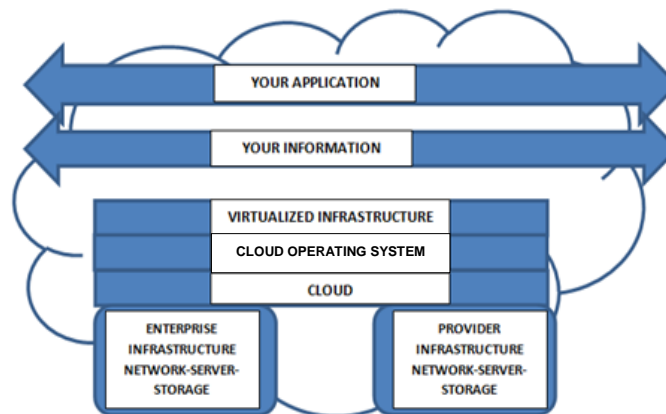 YOUR APPLICATION
YOUR INFORMATION
VIRTUALIZED INFRASTRUCTURE
CLOUD OPERATING SYSTEM
CLOUD
ENTERPRISE
INFRASTRUCTURE
NETWORK-SERVER-
STORAGE
PROVIDER
INFRASTRUCTURE
NETWORK-SERVER-
STORAGE